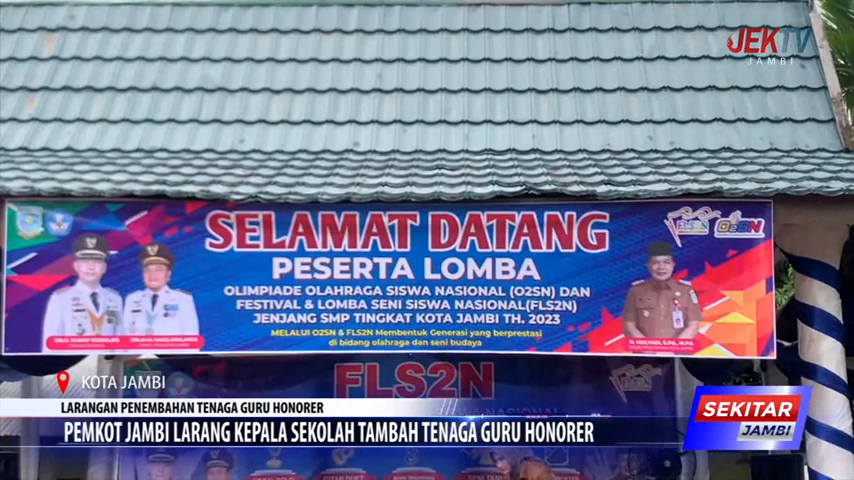 JEKTV
JAMBI
SELAMAT DATANG
PESERTA LOMBA
OLIMPIADE OLAHRAGA SISWA NASIONAL (O2SN) DAN
FESTIVAL & LOMBA SENI SISWA NASIONAL(FLS2N)
JENJANG SMP TINGKAT KOTA JAMBI TH. 2023
MELALUI O2SN & FLS2N Membentuk Generasi yang berprestasi
di bidang olahraga dan seni budaya
FLS2N
O2SN
FLS2N
KOTA JAMBI
LARANGAN PENEMBAHAN TENAGA GURU HONORER
PEMKOT JAMBI LARANG KEPALA SEKOLAH TAMBAH TENAGA GURU HONORER
SEKITAR
JAMBI